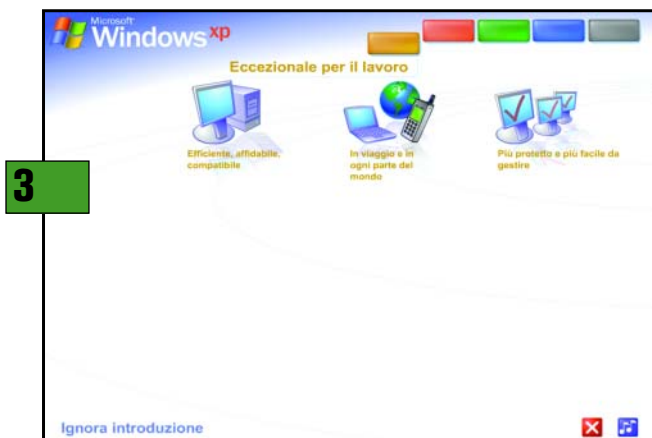 Microsoft
Windows xp
Eccezionale per il lavoro
Efficiente, affidabile,
compatibile
In viaggio e in
ogni parte del
mondo
Più protetto e più facile da
gestire
3
Ignora introduzione